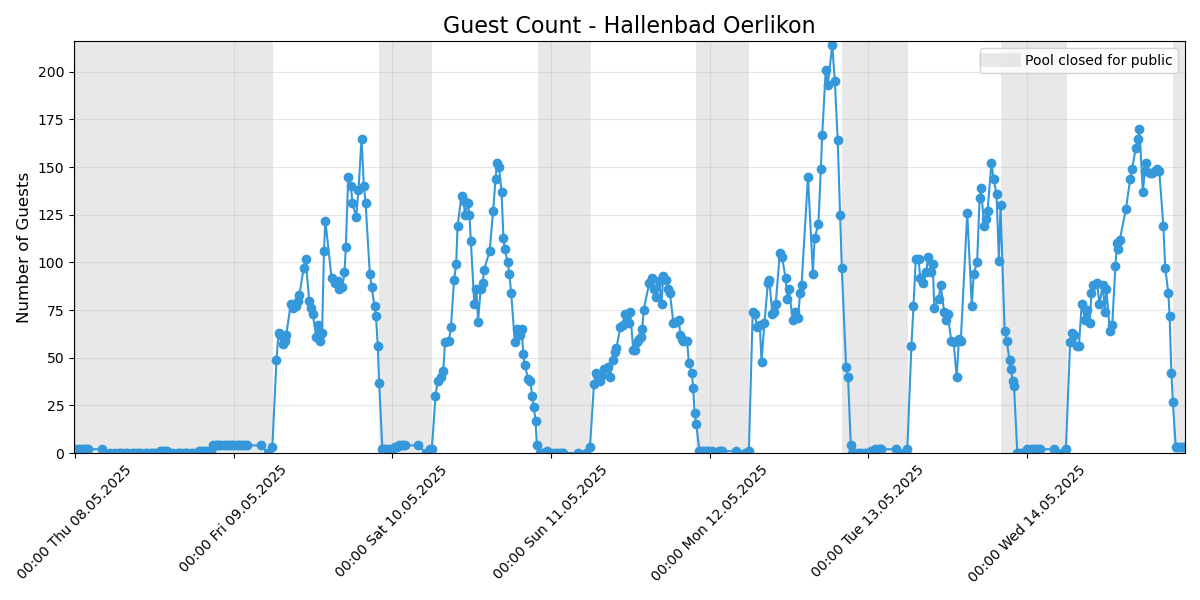 Guest Count - Hallenbad Oerlikon
Pool closed for public
Number of Guests
200
175
150
125
100
75
50
25
0
00:00 Thu 08.05.2025
00:00 Fri 09.05.2025
00:00 Sat 10.05.2025
00:00 Sun 11.05.2025
00:00 Mon 12.05.2025
00:00 Tue 13.05.2025
00:00 Wed 14.05.2025